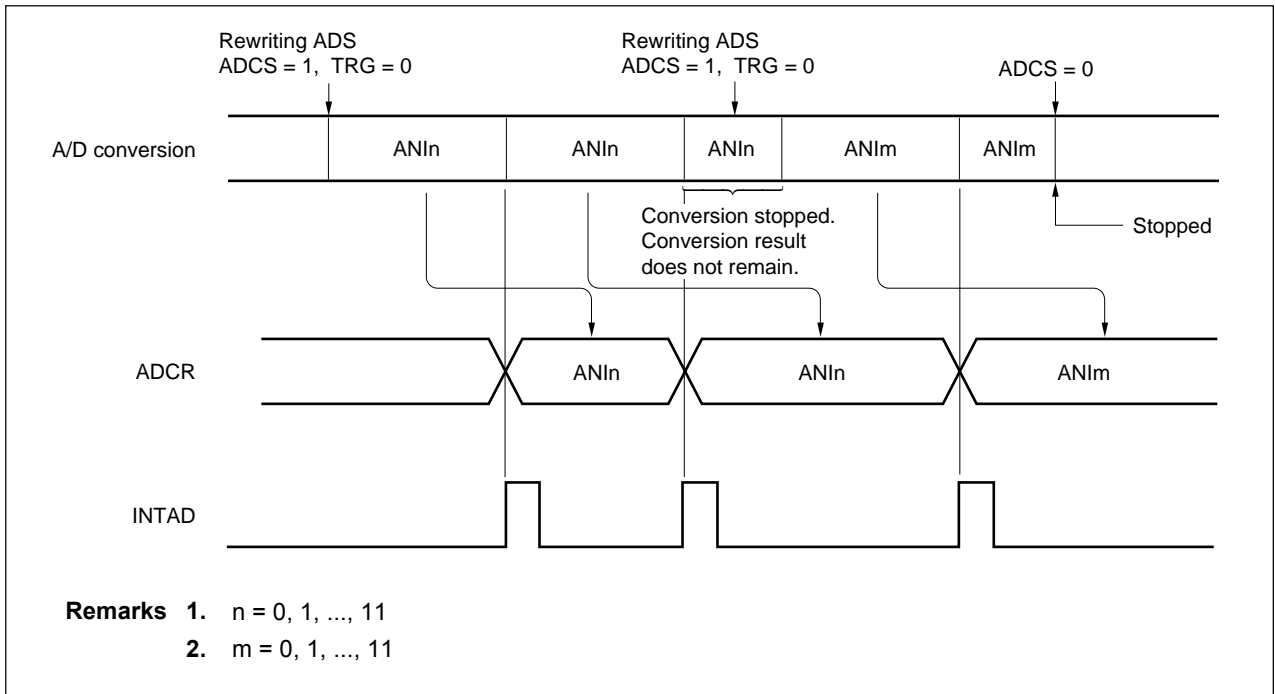 Rewriting ADS
ADCS = 1, TRG = 0
Rewriting ADS
ADCS = 1, TRG = 0
ADCS = 0
A/D conversion
ANIn
ANIn
ANIn
ANIm
ANIm
Conversion stopped.
Conversion result
does not remain.
Stopped
ADCR
ANIn
ANIn
ANIm
INTAD
Remarks 1. n = 0, 1, ..., 11
2. m = 0, 1, ..., 11